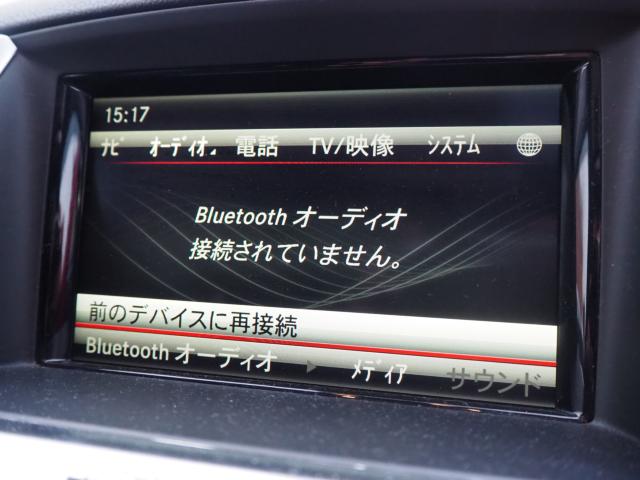 15:17
ﾅﾋﾞ ｵｰﾃﾞｨｵ 電話 TV/映像 ｼｽﾃﾑ
Bluetooth オーディオ
接続されていません。
前のデバイスに再接続
Bluetooth オーディオ ▶ ﾒﾃﾞｨｱ サウンド